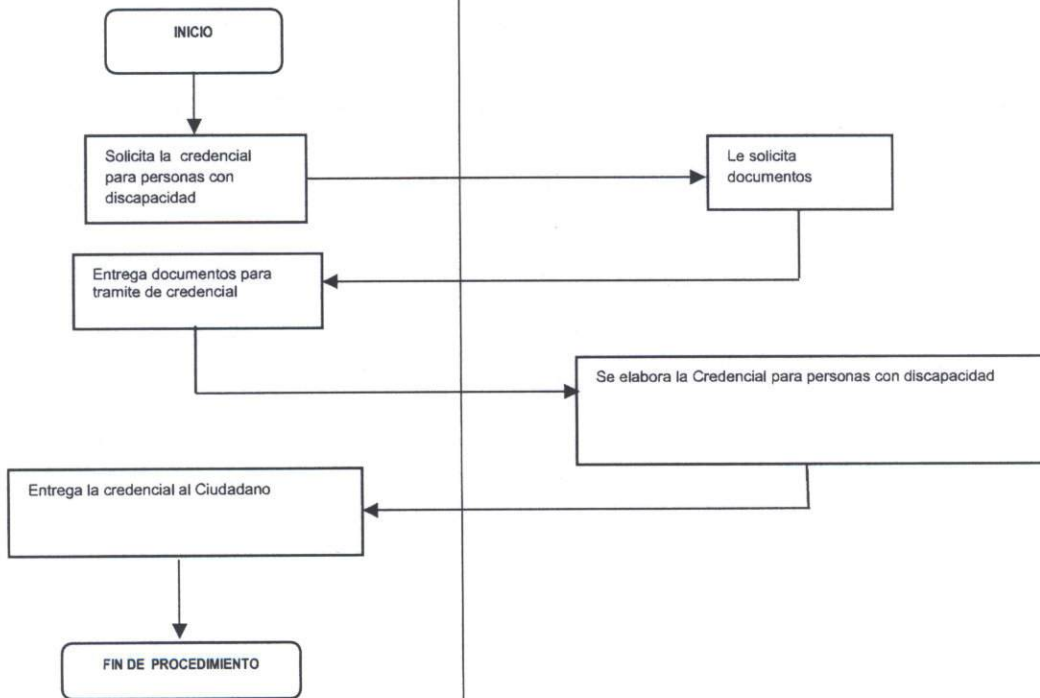 INICIO
Solicita la credencial
para personas con
discapacidad
Le solicita
documentos
Entrega documentos para
tramite de credencial
Se elabora la Credencial para personas con discapacidad
Entrega la credencial al Ciudadano
FIN DE PROCEDIMIENTO